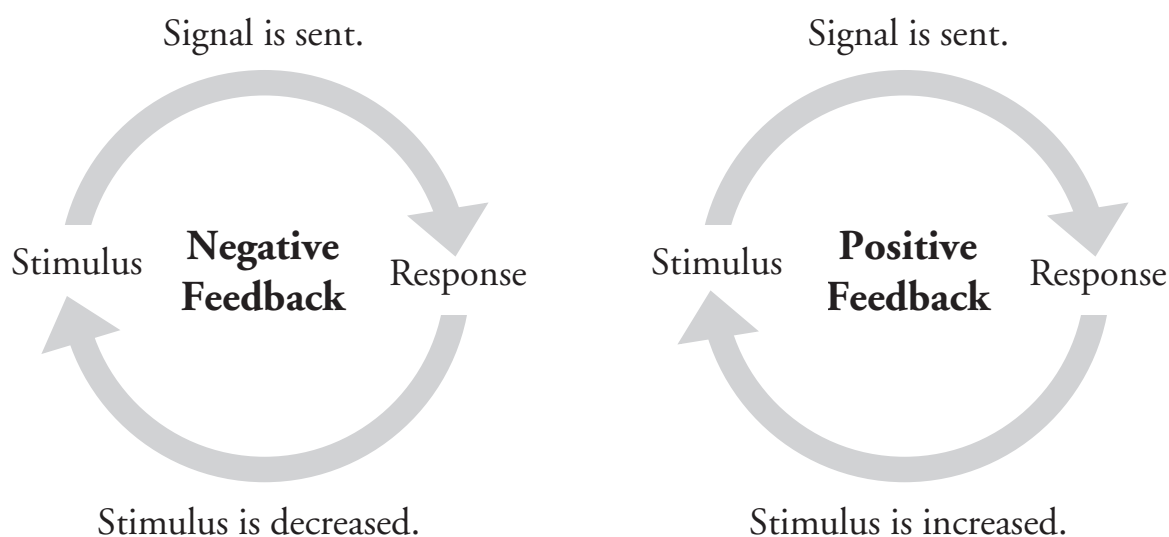 Signal is sent.
Stimulus
Negative
Feedback
Response
Stimulus is decreased.
Signal is sent.
Stimulus
Positive
Feedback
Response
Stimulus is increased.